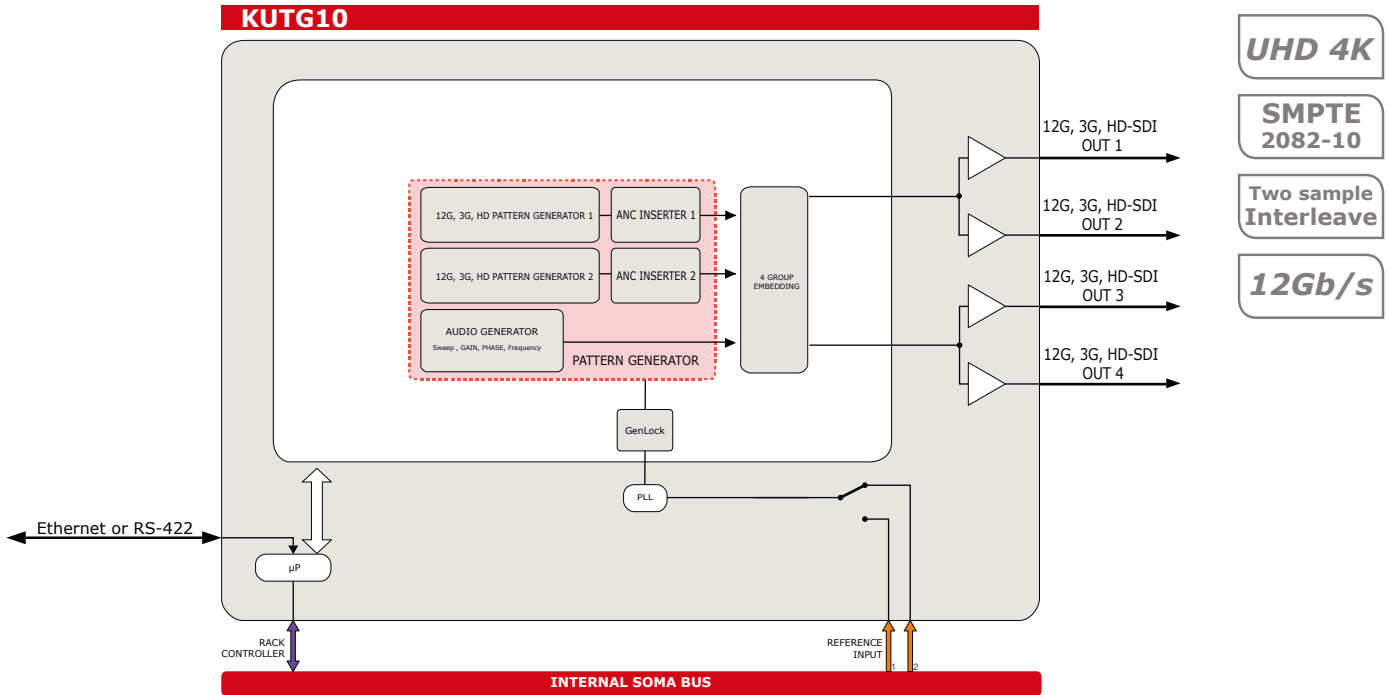 KUTG10
UHD 4K
SMPTE
2082-10
Two sample
Interleave
12Gb/s
12G, 3G, HD-SDI
OUT 1
12G, 3G, HD-SDI
OUT 2
12G, 3G, HD-SDI
OUT 3
12G, 3G, HD-SDI
OUT 4
12G, 3G, HD PATTERN GENERATOR 1
ANC INSERTER 1
12G, 3G, HD PATTERN GENERATOR 2
ANC INSERTER 2
4 GROUP
EMBEDDING
AUDIO GENERATOR
Sweep , GAIN, PHASE, Frequency
PATTERN GENERATOR
GenLock
PLL
Ethernet or RS-422
µP
RACK
CONTROLLER
REFERENCE
INPUT
1
2
INTERNAL SOMA BUS